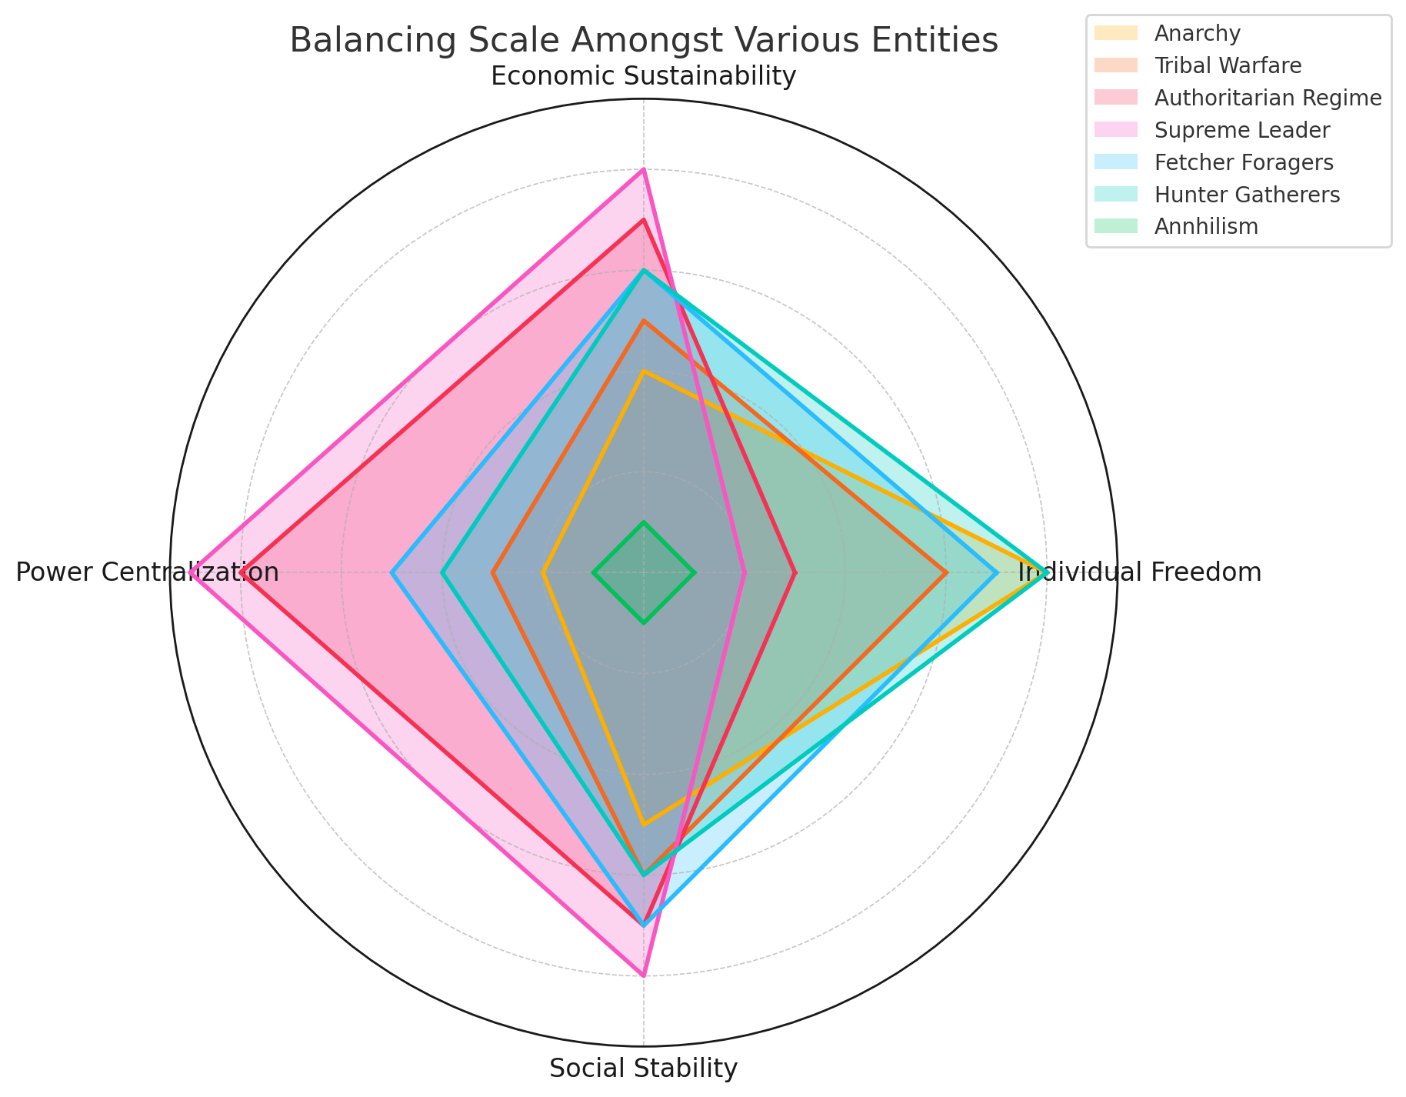 Balancing Scale Amongst Various Entities
Economic Sustainability
Anarchy
Tribal Warfare
Authoritarian Regime
Supreme Leader
Fetcher Foragers
Hunter Gatherers
Annhilism
Power Centralization
Individual Freedom
Social Stability